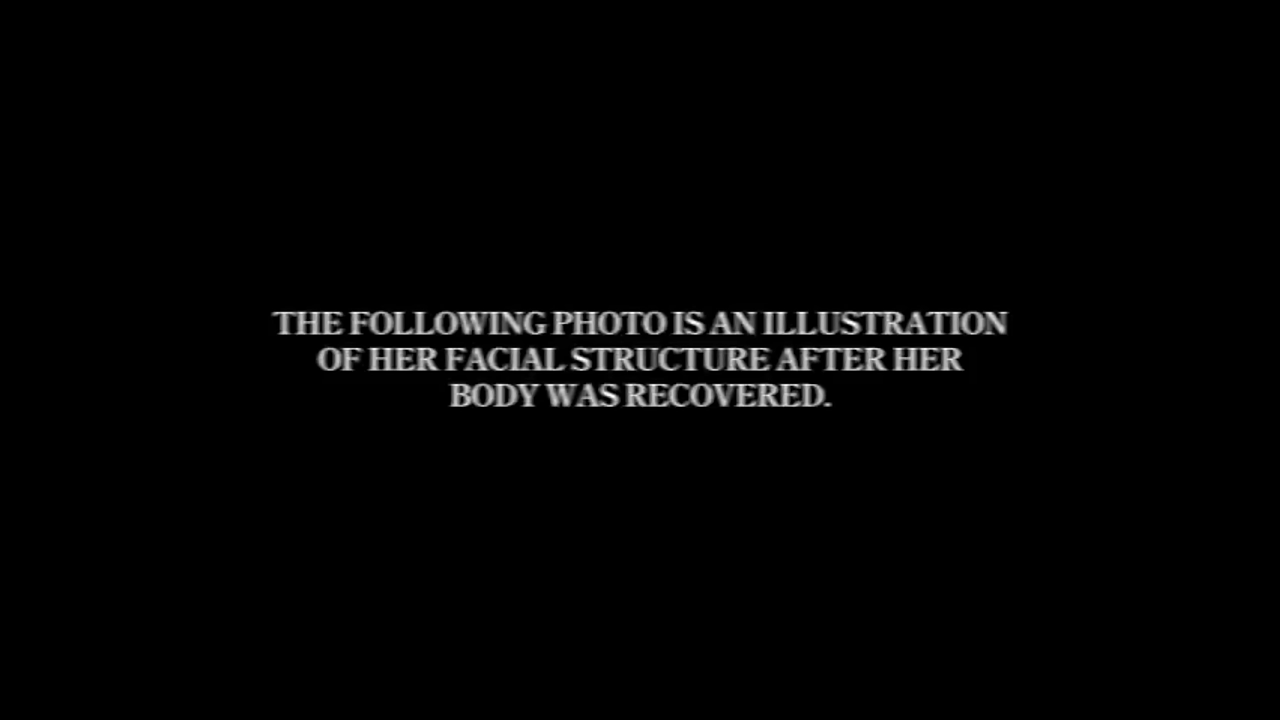 THE FOLLOWING PHOTO IS AN ILLUSTRATION
OF HER FACIAL STRUCTURE AFTER HER
BODY WAS RECOVERED.